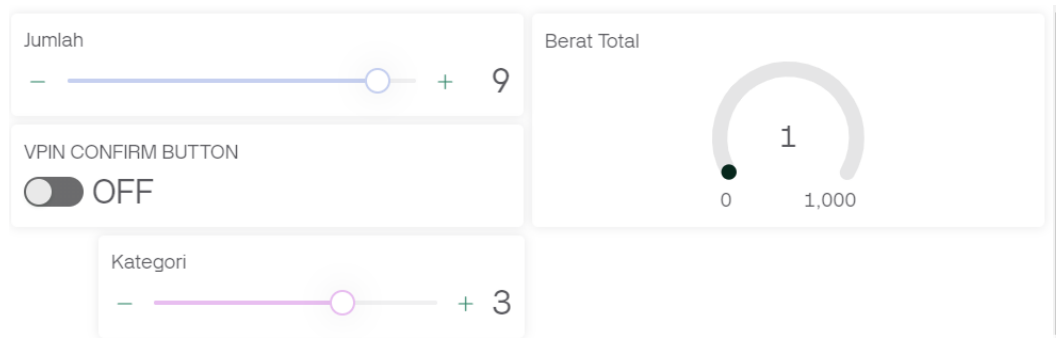 Jumlah
− + 9
VPIN CONFIRM BUTTON
OFF
Kategori
− + 3
Berat Total
1
0 1,000